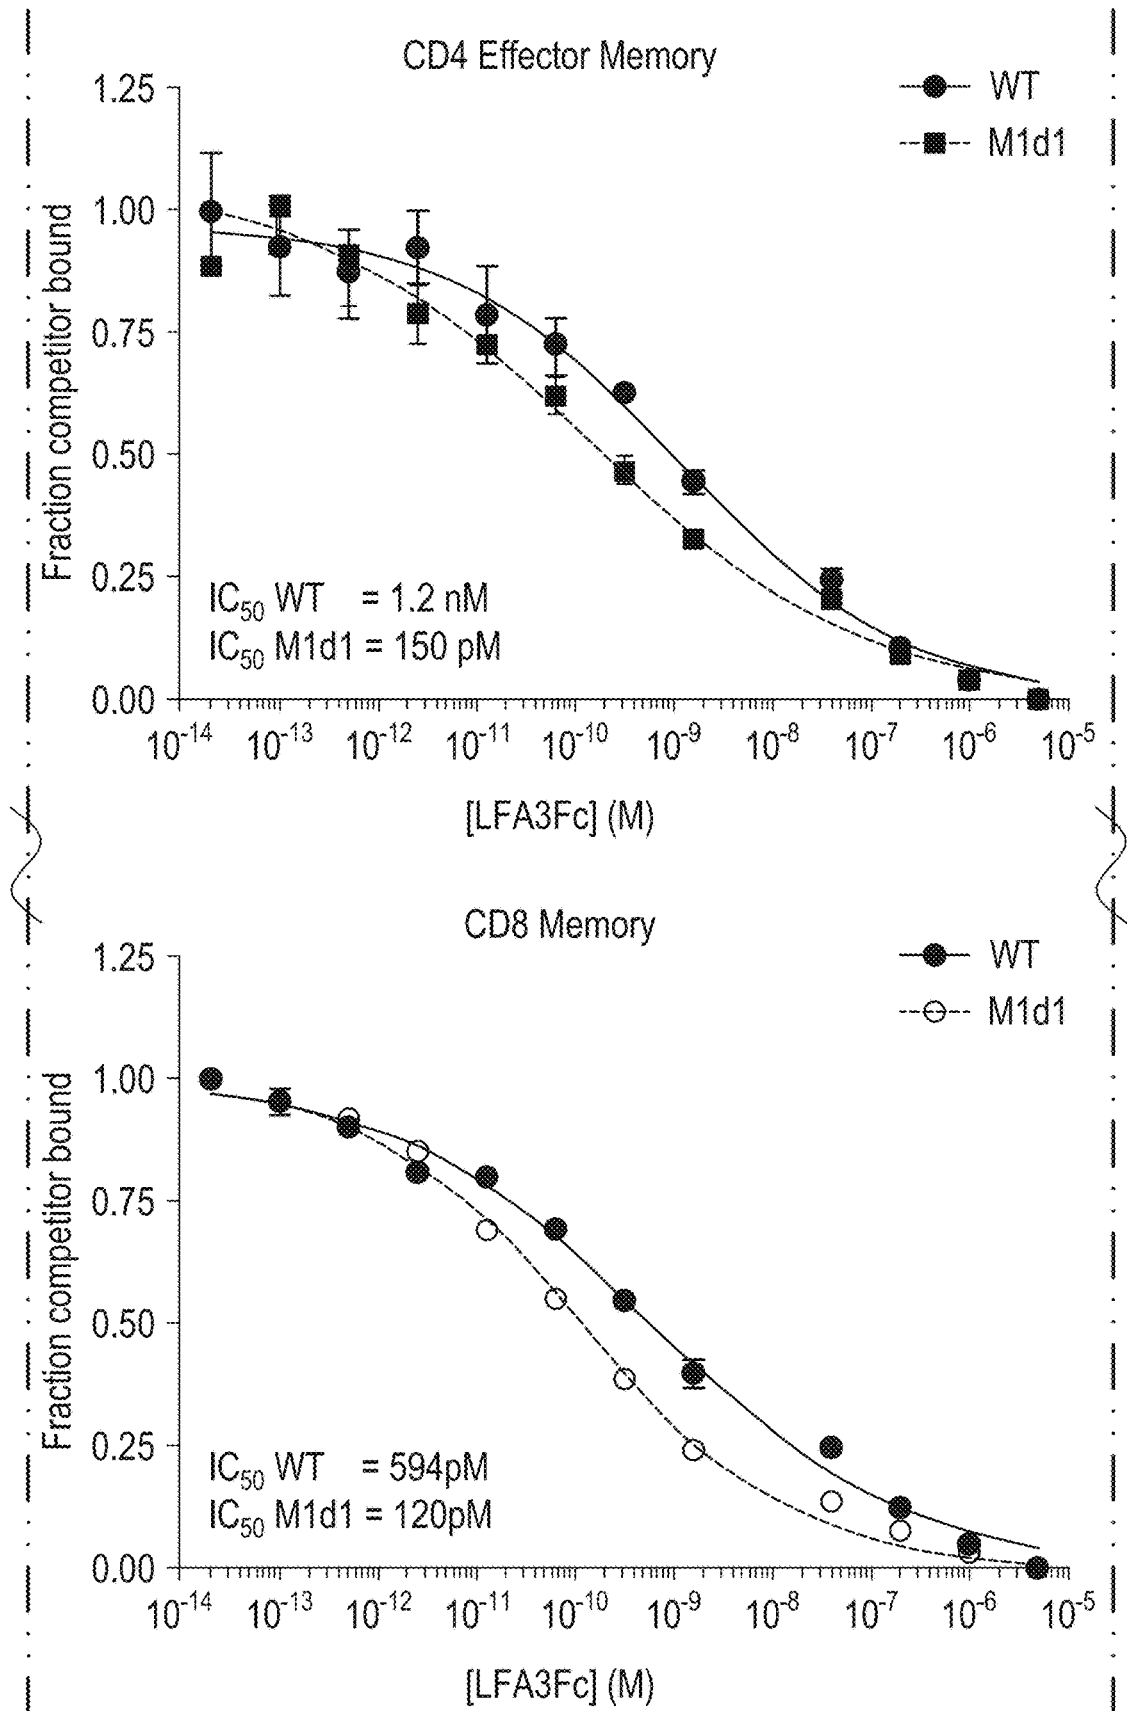 CD4 Effector Memory
WT
M1d1
Fraction competitor bound
1.25
1.00
0.75
0.50
0.25
0.00
IC50 WT = 1.2 nM
IC50 M1d1 = 150 pM
10-14 10-13 10-12 10-11 10-10 10-9 10-8 10-7 10-6 10-5
[LFA3Fc] (M)
CD8 Memory
WT
M1d1
Fraction competitor bound
1.25
1.00
0.75
0.50
0.25
0.00
IC50 WT = 594pM
IC50 M1d1 = 120pM
10-14 10-13 10-12 10-11 10-10 10-9 10-8 10-7 10-6 10-5
[LFA3Fc] (M)